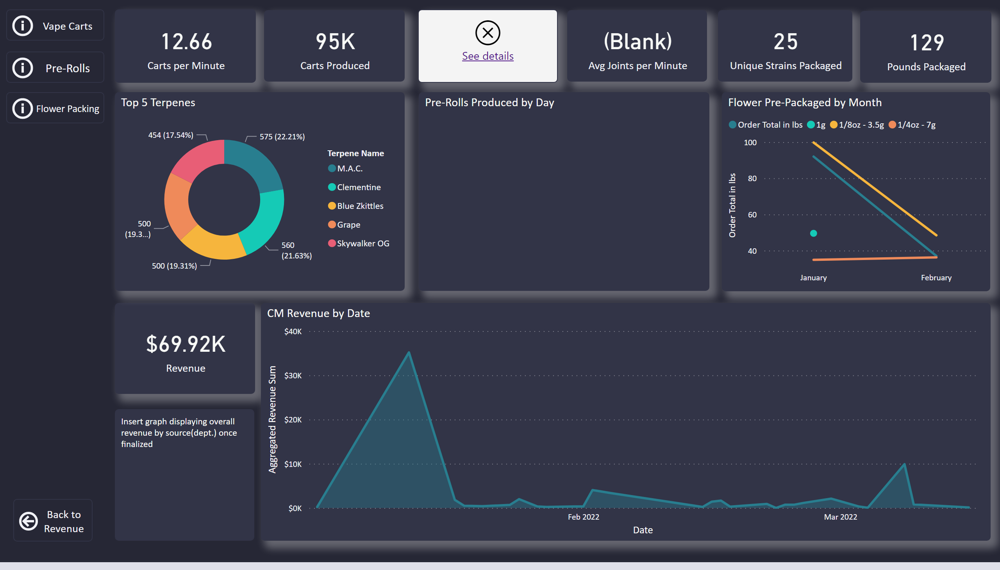 Vape Carts
Pre-Rolls
Flower Packing
12.66
Carts per Minute
95K
Carts Produced
See details
(Blank)
Avg Joints per Minute
25
Unique Strains Packaged
129
Pounds Packaged
Top 5 Terpenes
454 (17.54%)
575 (22.21%)
500
(19.3...)
560
(21.63%)
500 (19.31%)
Terpene Name
M.A.C.
Clementine
Blue Zkittles
Grape
Skywalker OG
Pre-Rolls Produced by Day
Flower Pre-Packaged by Month
Order Total in lbs 1g 1/8oz - 3.5g 1/4oz - 7g
Order Total in lbs
100
80
60
40
January February
$69.92K
Revenue
Insert graph displaying overall
revenue by source(dept.) once
finalized
CM Revenue by Date
Aggregated Revenue Sum
$40K
$30K
$20K
$10K
$0K
Feb 2022 Mar 2022
Date
Back to
Revenue